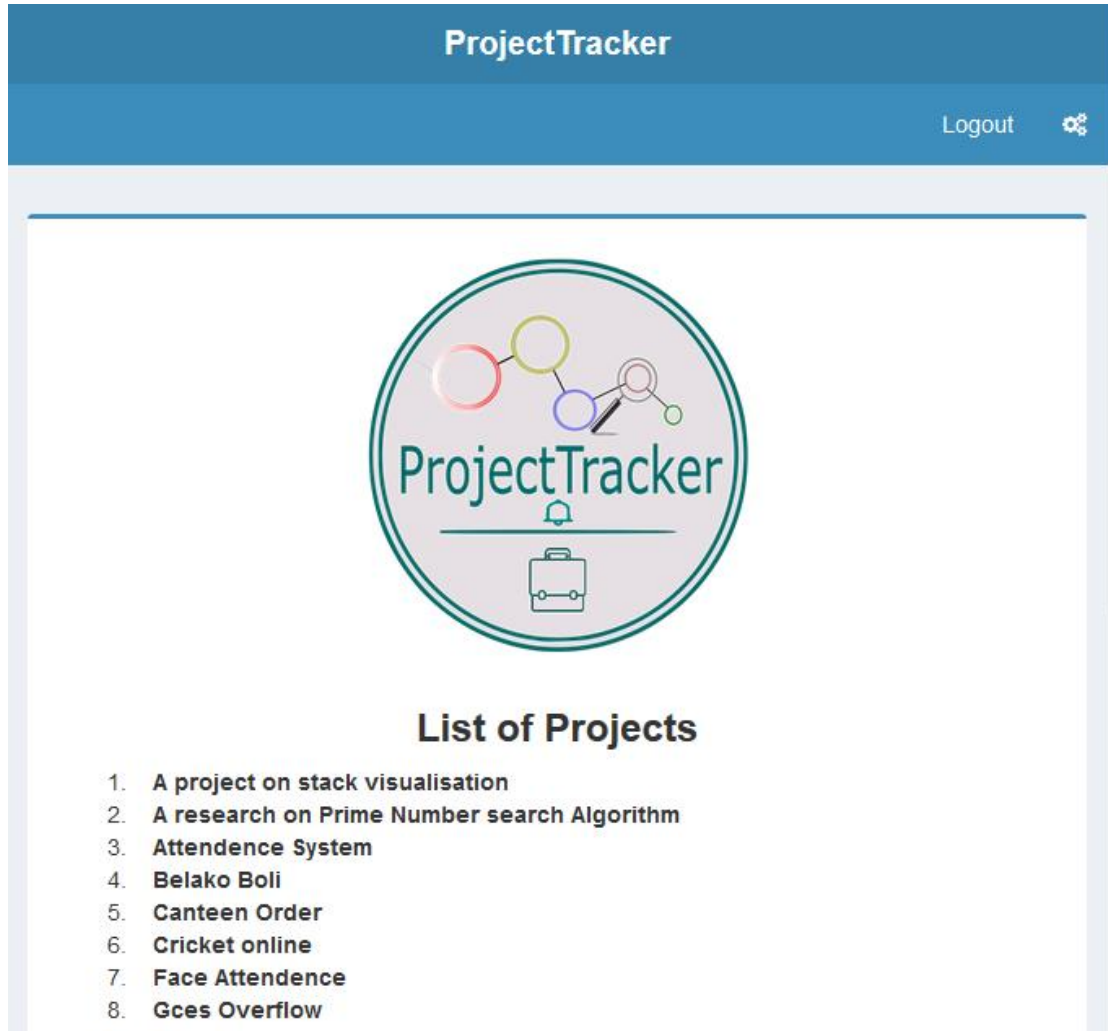 ProjectTracker
Logout
ProjectTracker
List of Projects
1. A project on stack visualisation
2. A research on Prime Number search Algorithm
3. Attendence System
4. Belako Boli
5. Canteen Order
6. Cricket online
7. Face Attendence
8. Gces Overflow